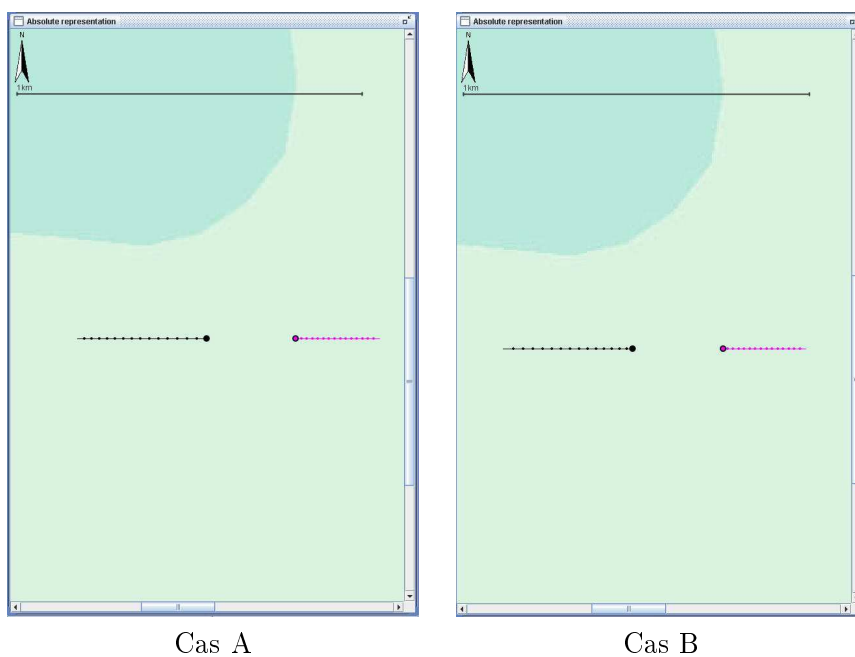 Absolute representation
N
1km
Absolute representation
N
1km
Cas A
Cas B